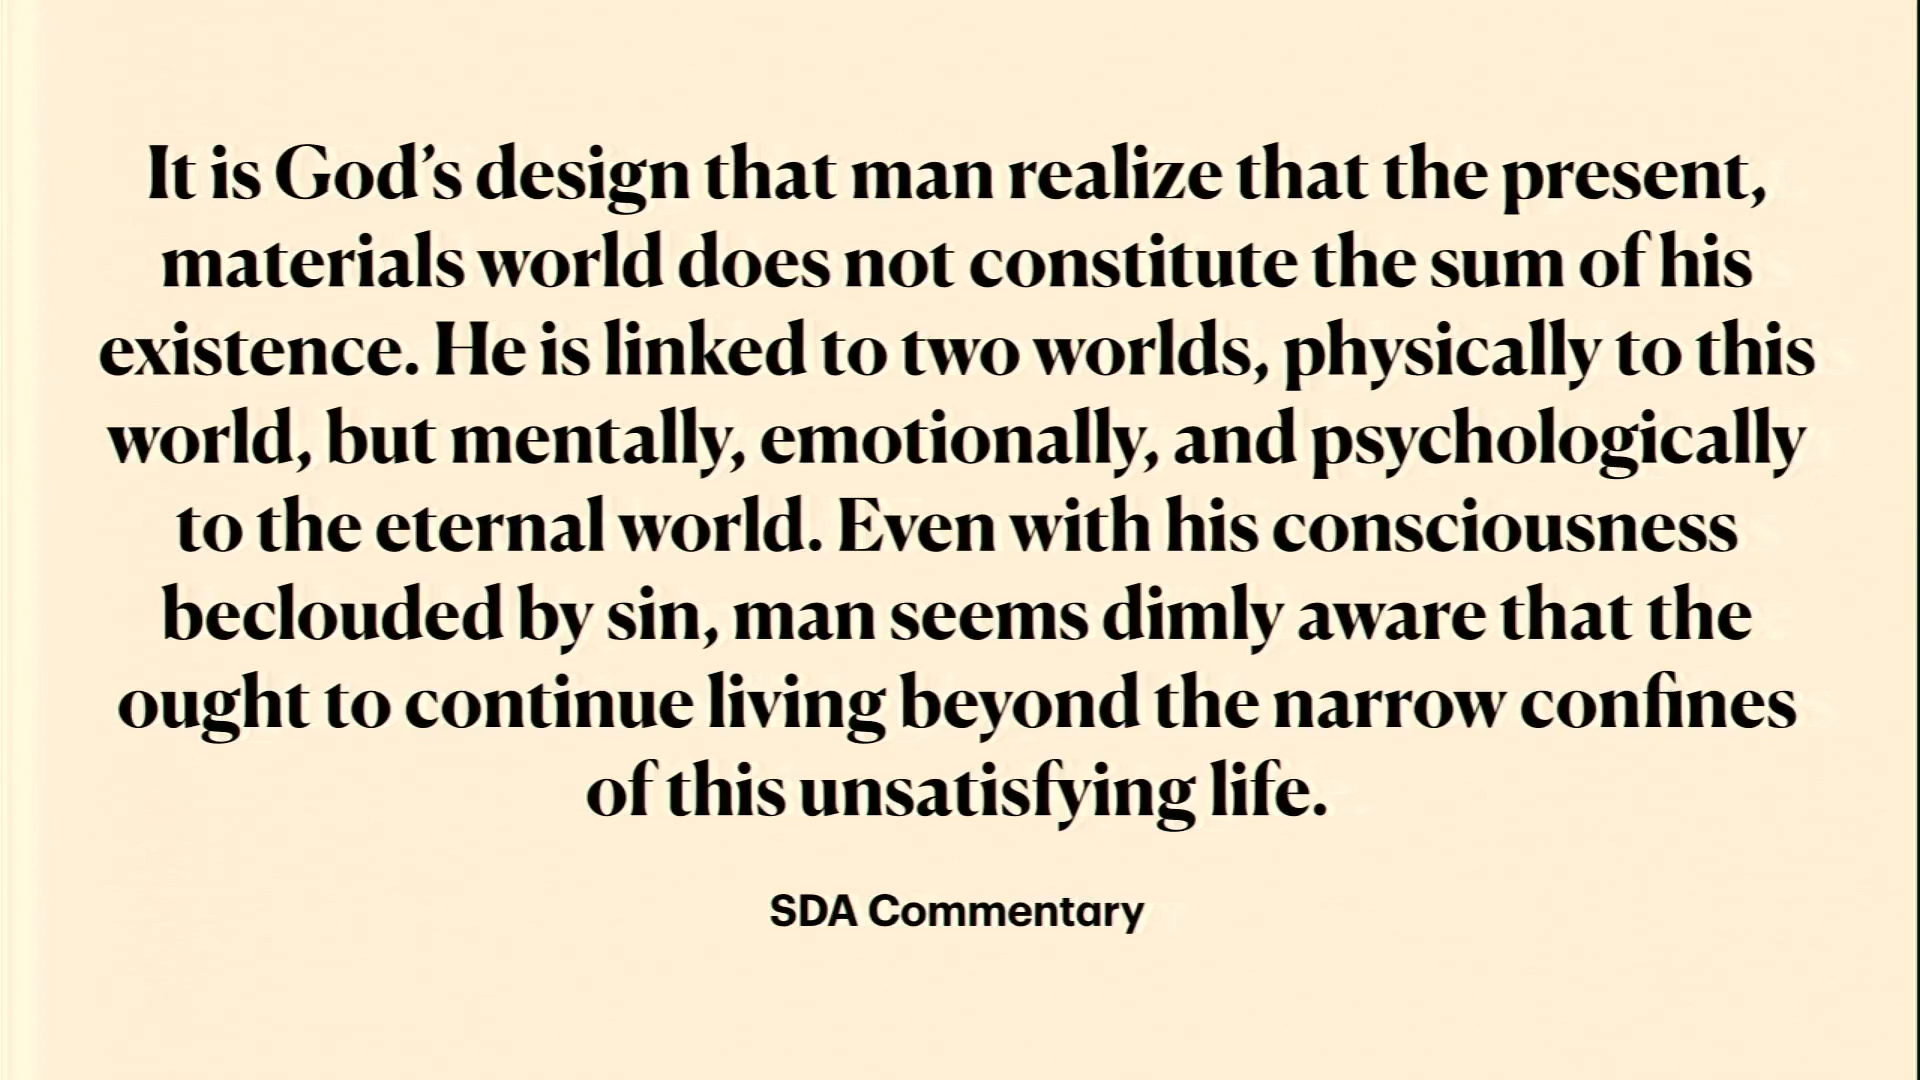 It is God’s design that man realize that the present,
materials world does not constitute the sum of his
existence. He is linked to two worlds, physically to this
world, but mentally, emotionally, and psychologically
to the eternal world. Even with his consciousness
beclouded by sin, man seems dimly aware that the
ought to continue living beyond the narrow confines
of this unsatisfying life.
SDA Commentary